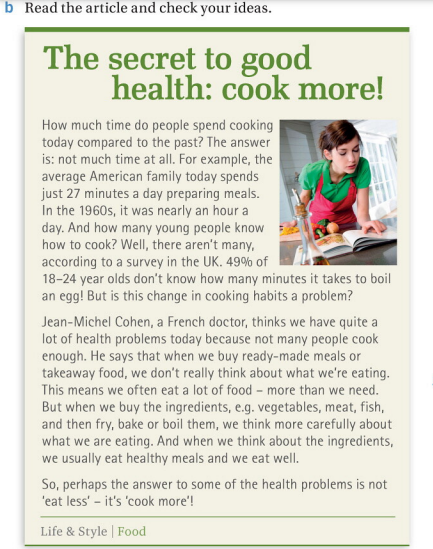 b Read the article and check your ideas.
The secret to good
health: cook more!
How much time do people spend cooking
today compared to the past? The answer
is: not much time at all. For example, the
average American family today spends
just 27 minutes a day preparing meals.
In the 1960s, it was nearly an hour a
day. And how many young people know
how to cook? Well, there aren't many,
according to a survey in the UK. 49% of
18–24 year olds don't know how many minutes it takes to boil
an egg! But is this change in cooking habits a problem?
Jean-Michel Cohen, a French doctor, thinks we have quite a
lot of health problems today because not many people cook
enough. He says that when we buy ready-made meals or
takeaway food, we don't really think about what we're eating.
This means we often eat a lot of food – more than we need.
But when we buy the ingredients, e.g. vegetables, meat, fish,
and then fry, bake or boil them, we think more carefully about
what we are eating. And when we think about the ingredients,
we usually eat healthy meals and we eat well.
So, perhaps the answer to some of the health problems is not
'eat less' – it's 'cook more'!
Life & Style | Food